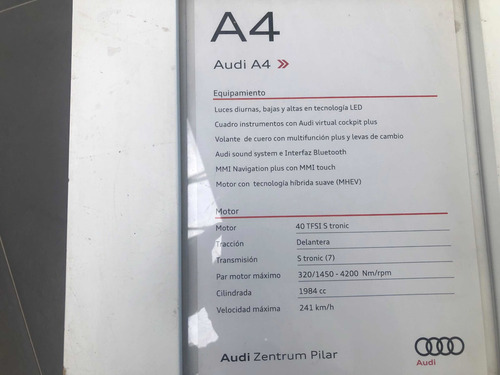 A4
Audi A4 »
Equipamiento
Luces diurnas, bajas y altas en tecnología LED
Cuadro instrumentos con Audi virtual cockpit plus
Volante de cuero con multifunción plus y levas de cambio
Audi sound system e Interfaz Bluetooth
MMI Navigation plus con MMI touch
Motor con tecnología híbrida suave (MHEV)
Motor
Motor 40 TFSI S tronic
Tracción Delantera
Transmisión S tronic (7)
Par motor máximo 320/1450 - 4200 Nm/rpm
Cilindrada 1984 cc
Velocidad máxima 241 km/h
Audi Zentrum Pilar
Audi